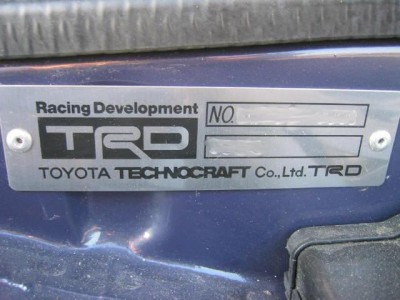 Racing Development
NO.
TRD
TOYOTA TECHNOCRAFT Co.,Ltd. TRD